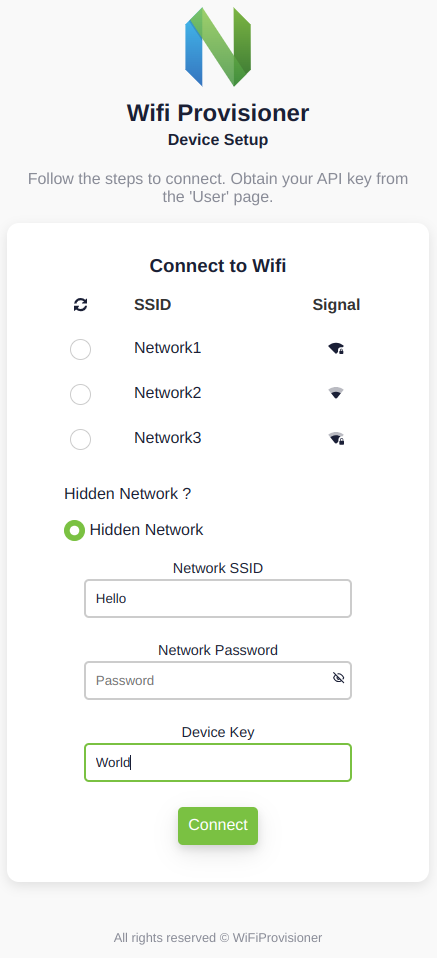 Wifi Provisioner
Device Setup
Follow the steps to connect. Obtain your API key from
the 'User' page.
Connect to Wifi
SSID Signal
Network1
Network2
Network3
Hidden Network ?
Hidden Network
Network SSID
Hello
Network Password
Password
Device Key
World
Connect
All rights reserved © WiFiProvisioner